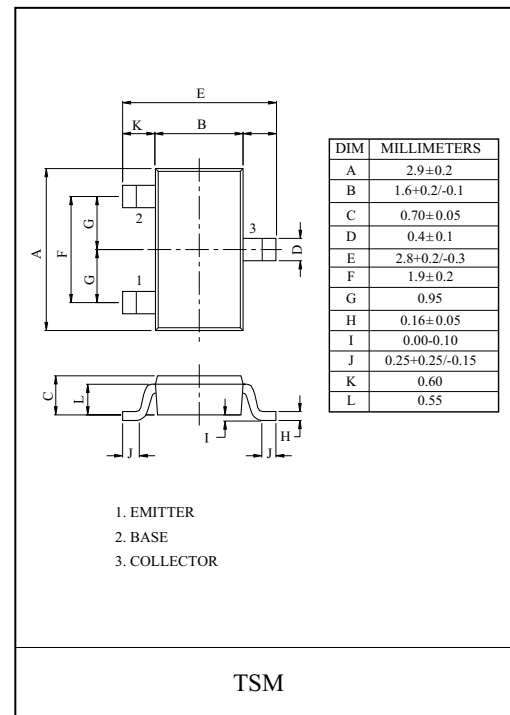 E
K B
DIM MILLIMETERS
A 2.9±0.2
B 1.6+0.2/-0.1
C 0.70±0.05
D 0.4±0.1
E 2.8+0.2/-0.3
F 1.9±0.2
G 0.95
H 0.16±0.05
I 0.00-0.10
J 0.25+0.25/-0.15
K 0.60
L 0.55
2 3
A F G G D
1
C L I H
J J
1. EMITTER
2. BASE
3. COLLECTOR
TSM